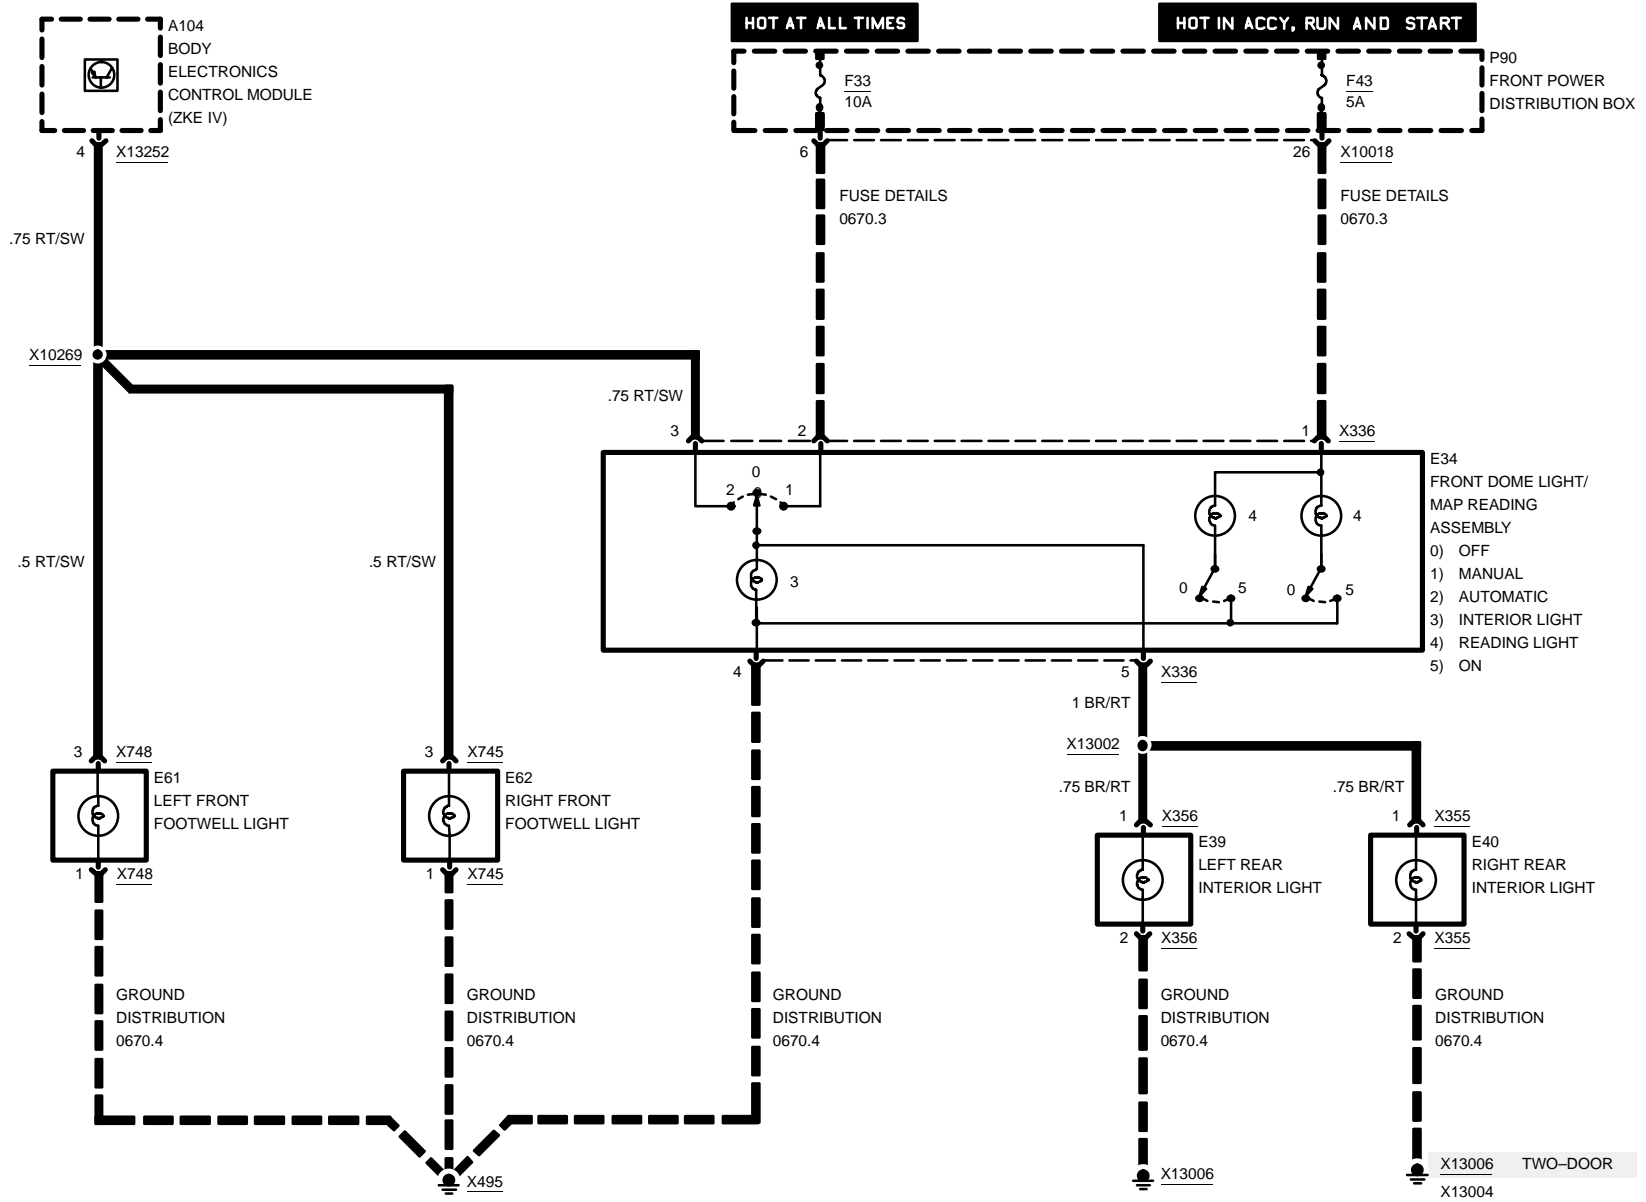 HOT AT ALL TIMES
HOT IN ACCY, RUN AND START
A104
BODY
ELECTRONICS
CONTROL MODULE
(ZKE IV)
F33
10A
F43
5A
P90
FRONT POWER
DISTRIBUTION BOX
4 X13252
6
26 X10018
FUSE DETAILS
0670.3
FUSE DETAILS
0670.3
.75 RT/SW
X10269
.75 RT/SW
3
2
1 X336
E34
FRONT DOME LIGHT/
MAP READING
ASSEMBLY
0) OFF
1) MANUAL
2) AUTOMATIC
3) INTERIOR LIGHT
4) READING LIGHT
5) ON
0
2
1
3
4
4
0
5
0
5
.5 RT/SW
.5 RT/SW
4
5 X336
1 BR/RT
X13002
.75 BR/RT
.75 BR/RT
3 X748
E61
LEFT FRONT
FOOTWELL LIGHT
1 X748
3 X745
E62
RIGHT FRONT
FOOTWELL LIGHT
1 X745
1 X356
E39
LEFT REAR
INTERIOR LIGHT
2 X356
1 X355
E40
RIGHT REAR
INTERIOR LIGHT
2 X355
GROUND
DISTRIBUTION
0670.4
GROUND
DISTRIBUTION
0670.4
GROUND
DISTRIBUTION
0670.4
GROUND
DISTRIBUTION
0670.4
GROUND
DISTRIBUTION
0670.4
X495
X13006
X13006 TWO–DOOR
X13004